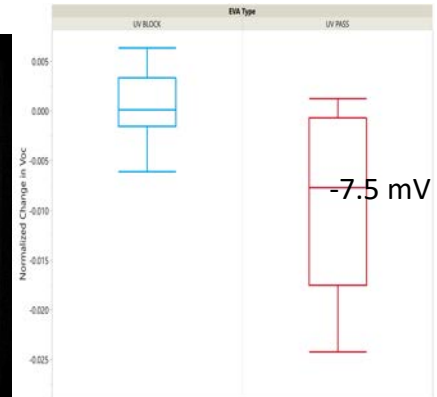 EVA Type
UV BLOCK UV PASS
Normalized Change in Voc
0.005
0.000
-0.005
-0.010
-0.015
-0.020
-0.025
-7.5 mV